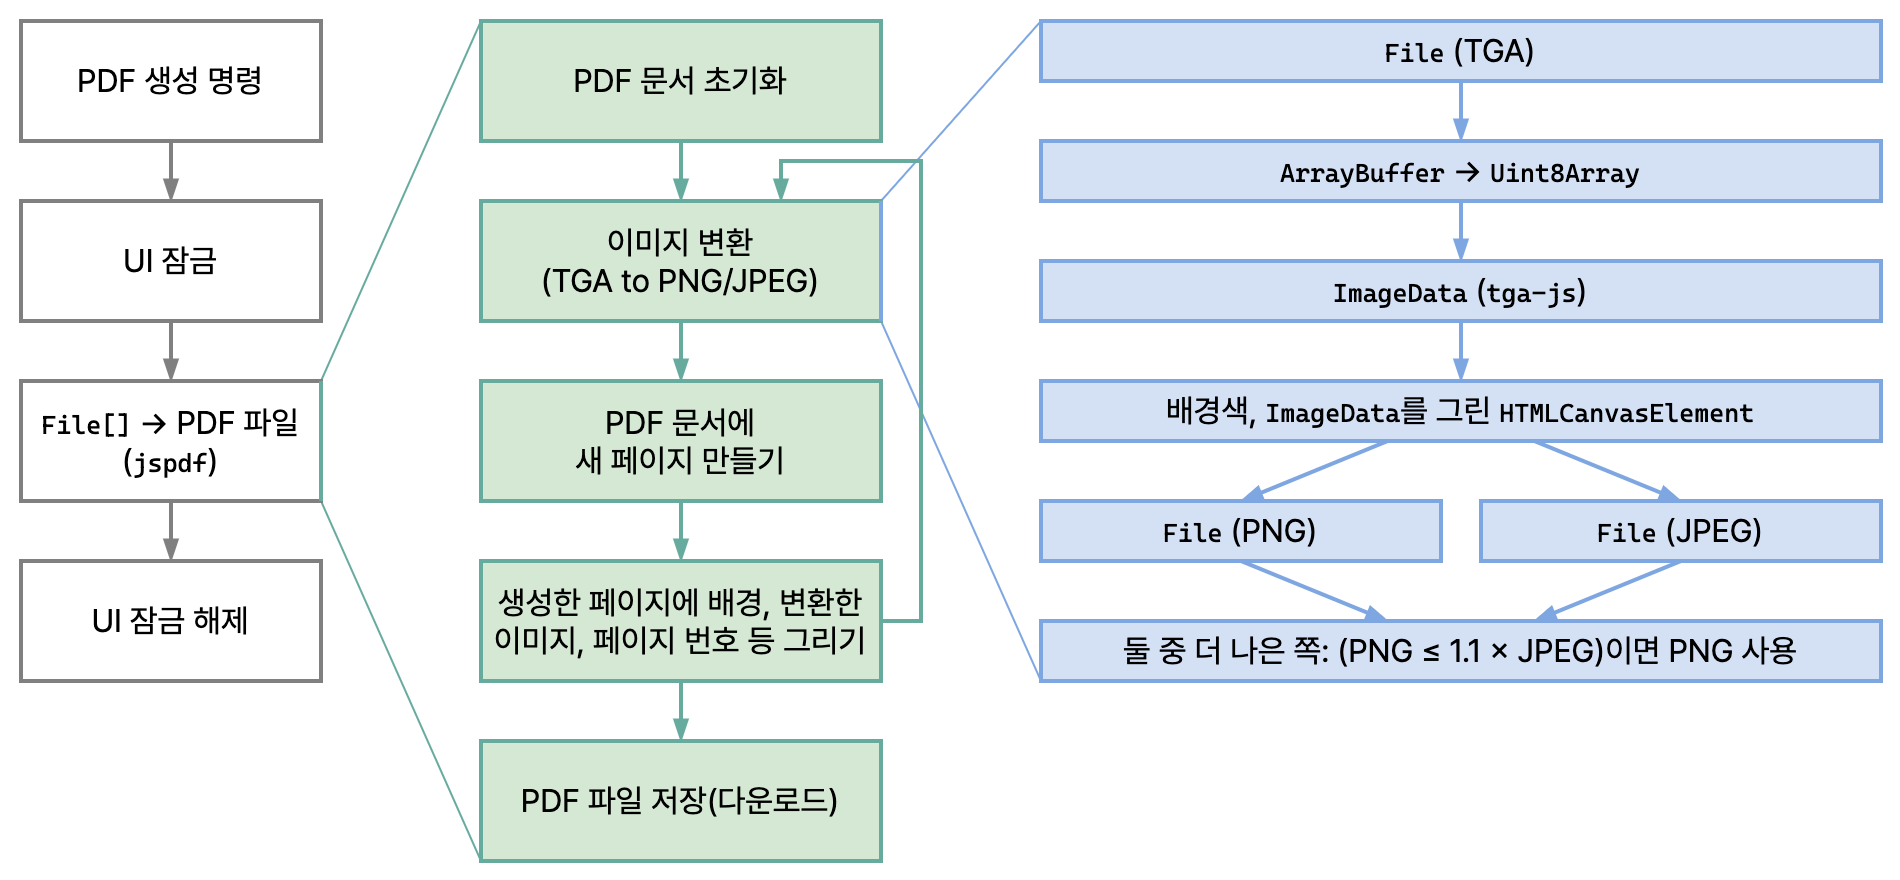 PDF 생성 명령
UI 잠금
File[] → PDF 파일
(jspdf)
UI 잠금 해제
PDF 문서 초기화
이미지 변환
(TGA to PNG/JPEG)
PDF 문서에
새 페이지 만들기
생성한 페이지에 배경, 변환한
이미지, 페이지 번호 등 그리기
PDF 파일 저장(다운로드)
File (TGA)
ArrayBuffer → Uint8Array
ImageData (tga-js)
배경색, ImageData를 그린 HTMLCanvasElement
File (PNG)
File (JPEG)
둘 중 더 나은 쪽: (PNG ≤ 1.1 × JPEG)이면 PNG 사용